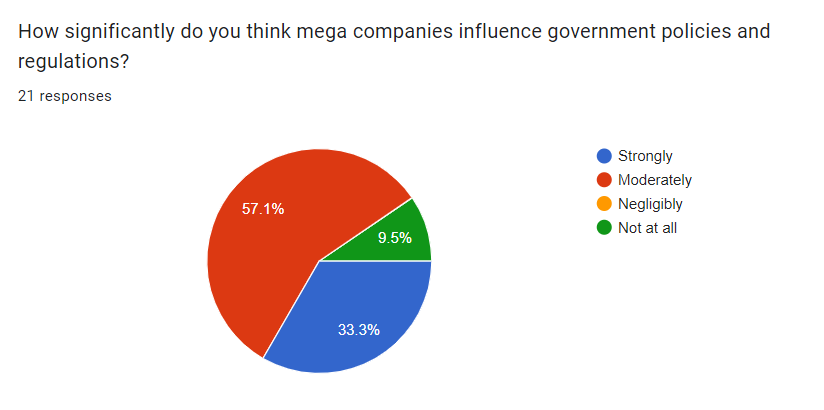 How significantly do you think mega companies influence government policies and
regulations?
21 responses
57.1%
9.5%
33.3%
Strongly
Moderately
Negligibly
Not at all